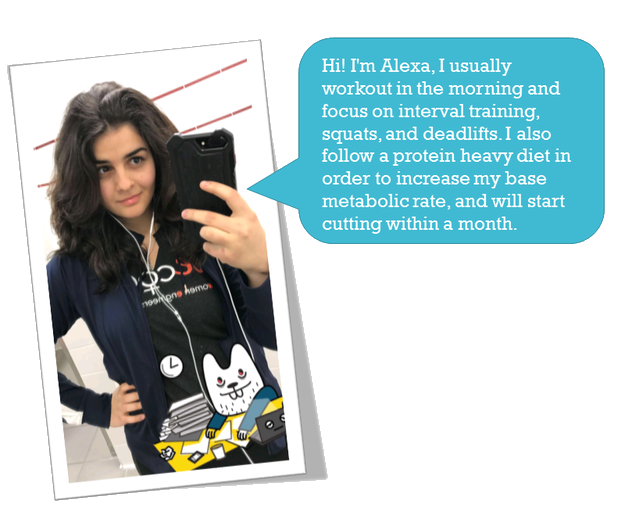 Hi! I'm Alexa, I usually
workout in the morning and
focus on interval training,
squats, and deadlifts. I also
follow a protein heavy diet in
order to increase my base
metabolic rate, and will start
cutting within a month.